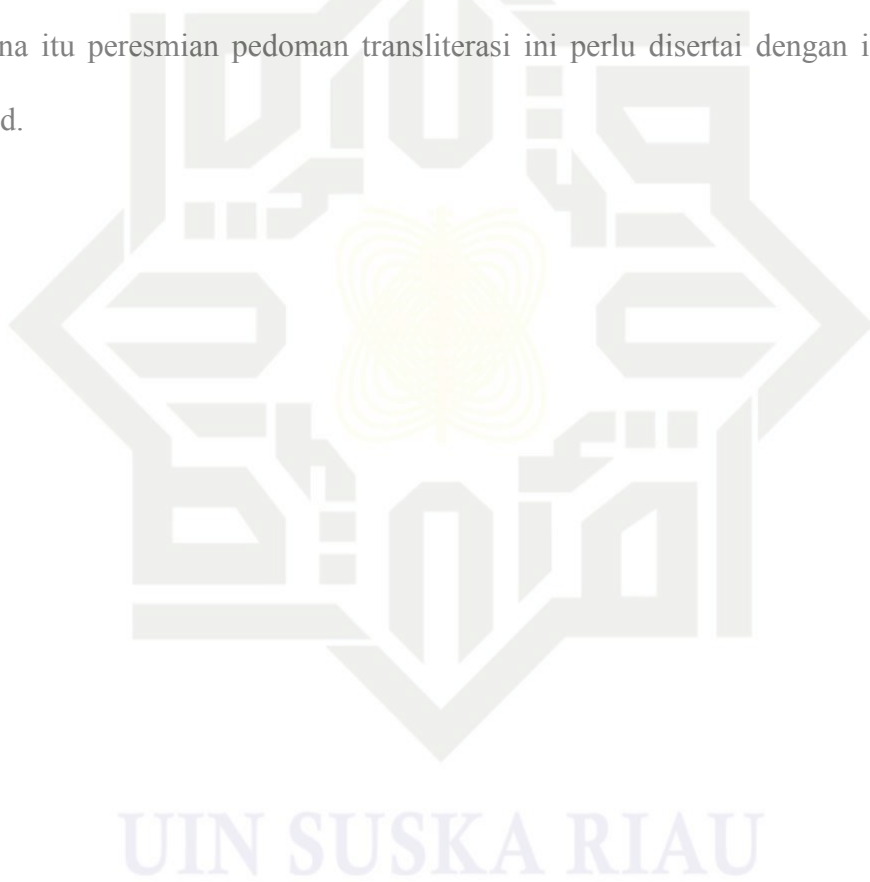 na itu peresmian pedoman transliterasi ini perlu disertai dengan i
d.
UIN SUSKA RIAU